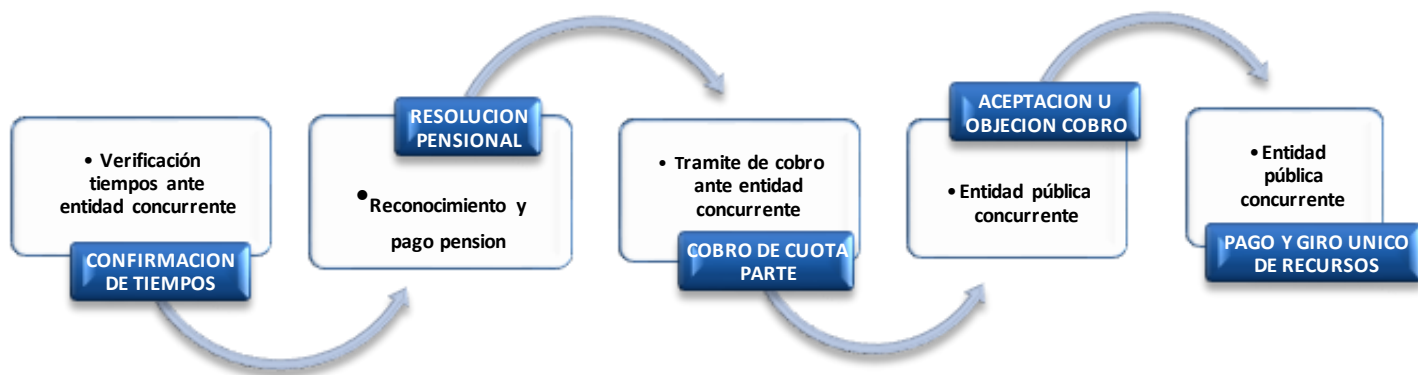 • Verificación
tiempos ante
entidad concurrente
CONFIRMACION
DE TIEMPOS
RESOLUCION
PENSIONAL
•Reconocimiento y
pago pension
• Tramite de cobro
ante entidad
concurrente
COBRO DE CUOTA
PARTE
ACEPTACION U
OBJECION COBRO
• Entidad pública
concurrente
• Entidad
pública
concurrente
PAGO Y GIRO UNICO
DE RECURSOS